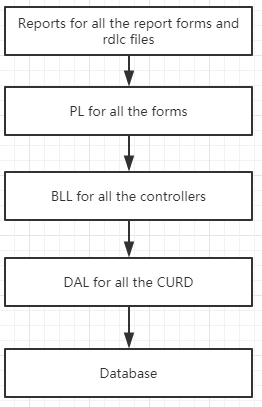 Reports for all the report forms and
rdlc files
PL for all the forms
BLL for all the controllers
DAL for all the CURD
Database